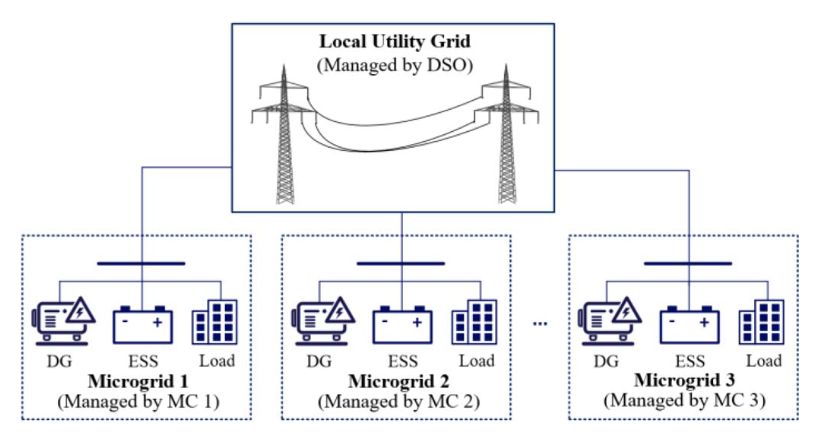 Local Utility Grid
(Managed by DSO)
DG
- +
ESS
Load
Microgrid 1
(Managed by MC 1)
DG
- +
ESS
Load
Microgrid 2
(Managed by MC 2)
...
DG
- +
ESS
Load
Microgrid 3
(Managed by MC 3)